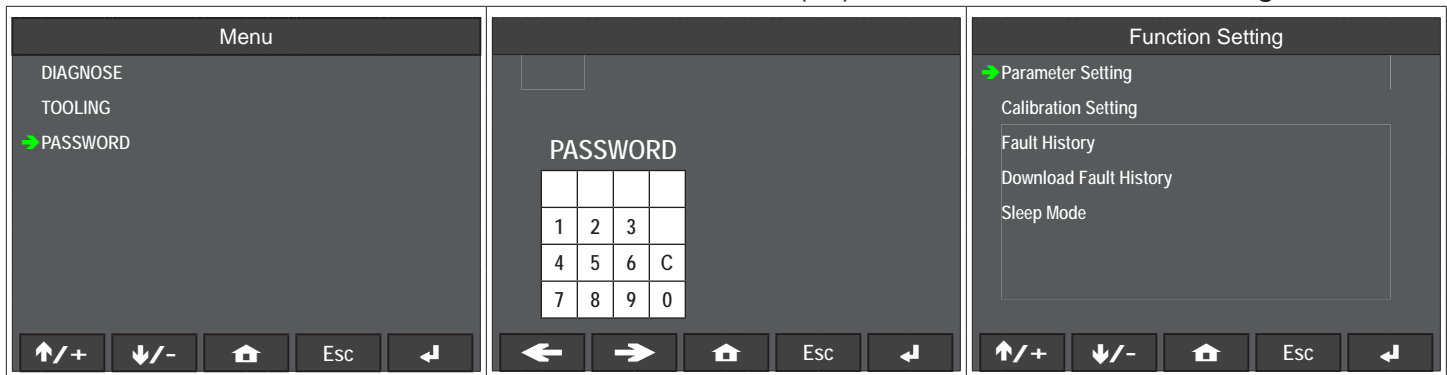 Menu
DIAGNOSE
TOOLING
PASSWORD
↑/+ ↓/- Esc
PASSWORD
1 2 3
4 5 6 C
7 8 9 0
Esc
Function Setting
Parameter Setting
Calibration Setting
Fault History
Download Fault History
Sleep Mode
↑/+ ↓/- Esc